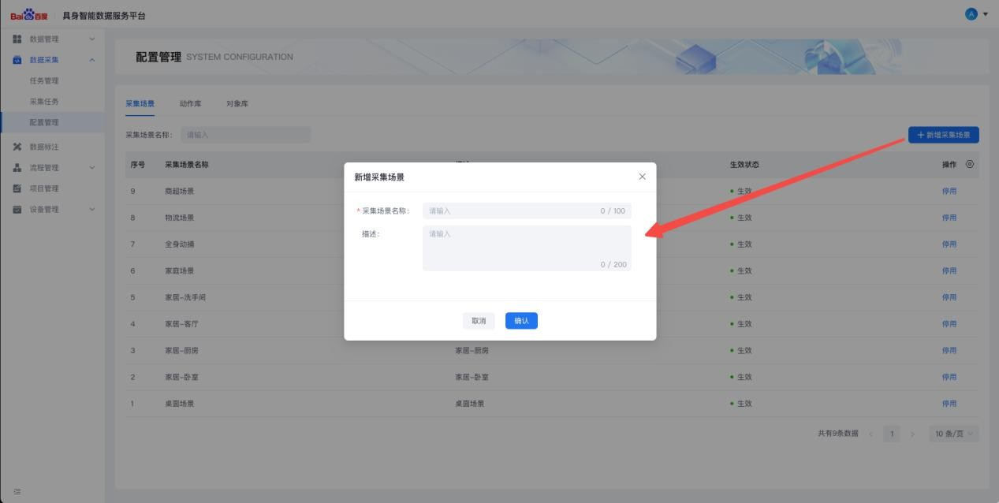 Bai du 百度 具身智能数据服务平台 A
数据管理
数据采集
任务管理
采集任务
配置管理
数据标注
流程管理
项目管理
设备管理
配置管理 SYSTEM CONFIGURATION
采集场景 动作库 对象库
采集场景名称: 请输入
+ 新增采集场景
序号 采集场景名称 生效状态 操作
9 商超场景 生效 停用
8 物流场景 生效 停用
7 全身动捕 生效 停用
6 家庭场景 生效 停用
5 家居-洗手间 生效 停用
4 家居-客厅 生效 停用
3 家居-厨房 家居-厨房 生效 停用
2 家居-卧室 家居-卧室 生效 停用
1 桌面场景 桌面场景 生效 停用
共有9条数据 < 1 > 10 条/页
新增采集场景
* 采集场景名称: 请输入 0 / 100
描述: 请输入
0 / 200
取消 确认